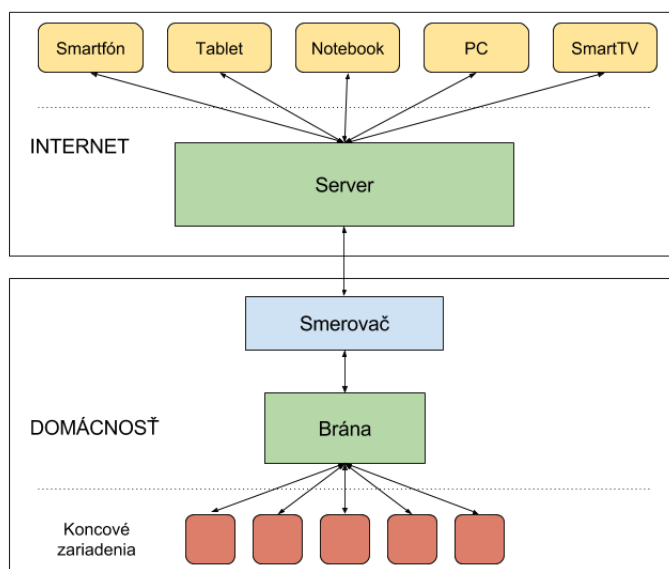 Smartfón
Tablet
Notebook
PC
SmartTV
INTERNET
Server
Smerovač
DOMÁCNOSŤ
Brána
Koncové
zariadenia